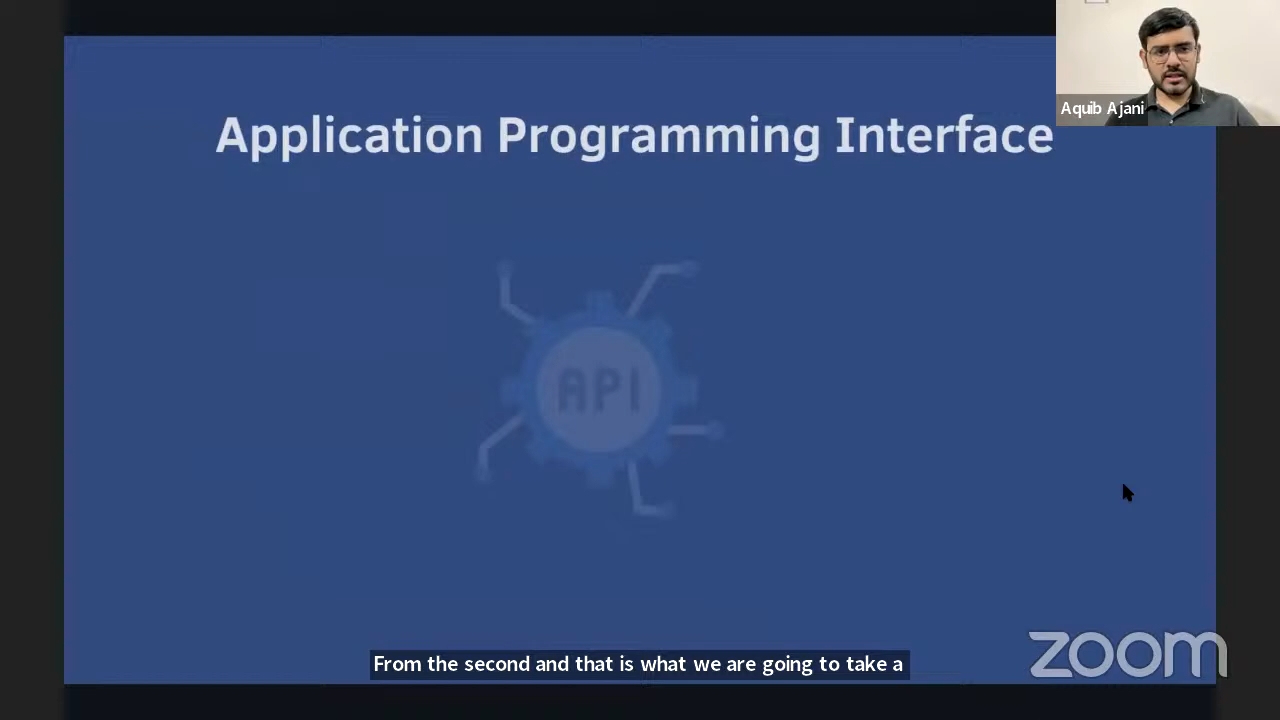 Application Programming Interface
Aquib Ajani
API
From the second and that is what we are going to take a
zoom